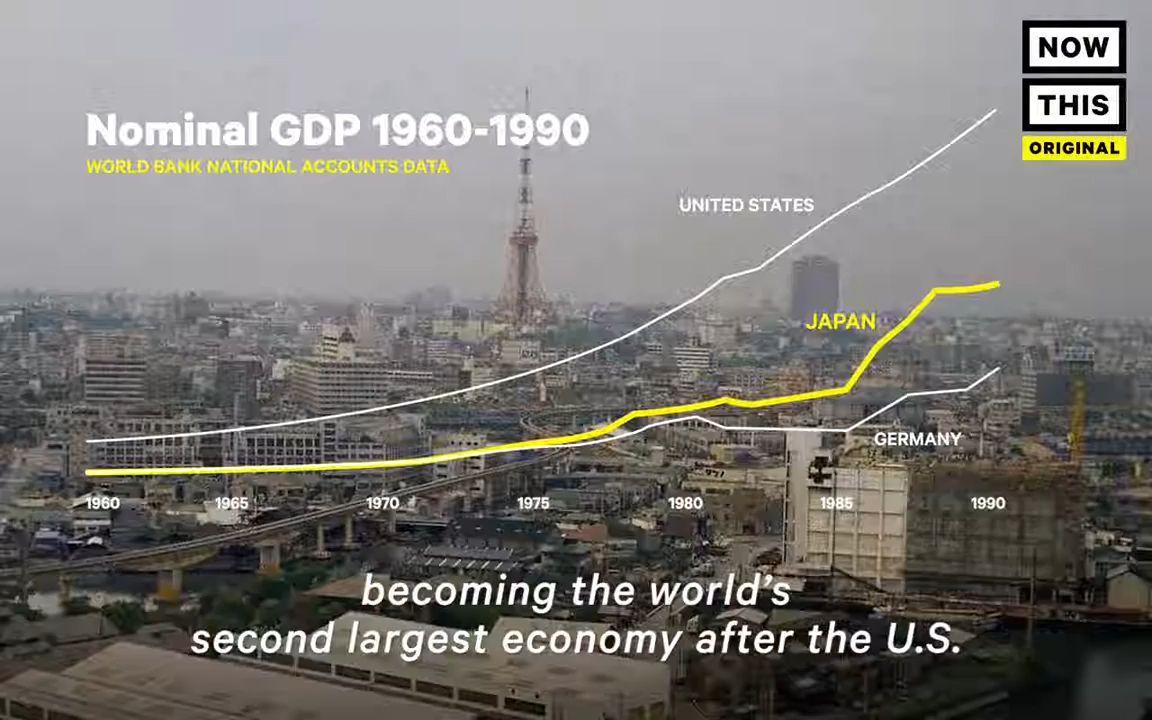 NOW
THIS
ORIGINAL
Nominal GDP 1960-1990
WORLD BANK NATIONAL ACCOUNTS DATA
UNITED STATES
JAPAN
GERMANY
1960 1965 1970 1975 1980 1985 1990
becoming the world's
second largest economy after the U.S.